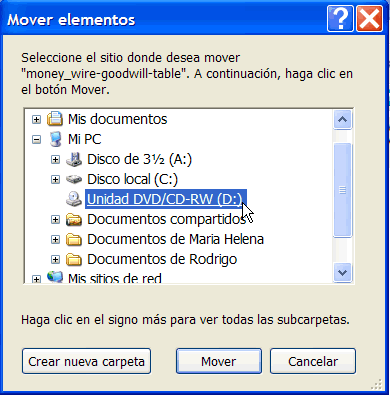 Mover elementos
Seleccione el sitio donde desea mover
"money_wire-goodwill-table". A continuación, haga clic en
el botón Mover.
Mis documentos
Mi PC
Disco de 3½ (A:)
Disco local (C:)
Unidad DVD/CD-RW (D:)
Documentos compartidos
Documentos de Maria Helena
Documentos de Rodrigo
Mis sitios de red
Haga clic en el signo más para ver todas las subcarpetas.
Crear nueva carpeta
Mover
Cancelar